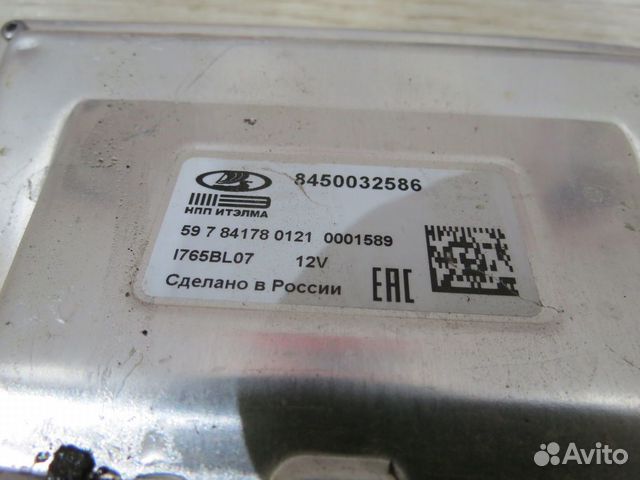 8450032586
НПП ИТЭЛМА
59 7 84178 0121 0001589
I765BL07 12V
Сделано в России
EAC
Avito